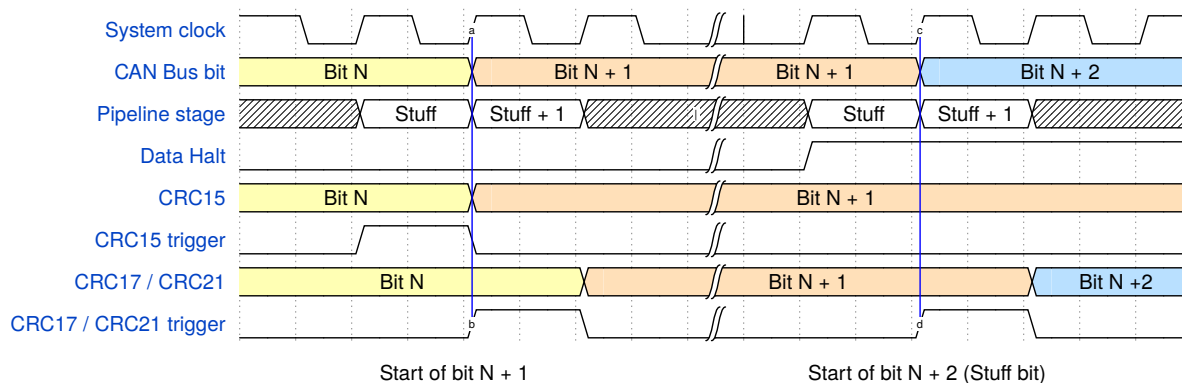 System clock a c
CAN Bus bit Bit N Bit N + 1 Bit N + 1 Bit N + 2
Pipeline stage Stuff Stuff + 1 Stuff Stuff + 1
Data Halt
CRC15 Bit N Bit N + 1
CRC15 trigger
CRC17 / CRC21 Bit N Bit N + 1 Bit N +2
CRC17 / CRC21 trigger b d
Start of bit N + 1 Start of bit N + 2 (Stuff bit)